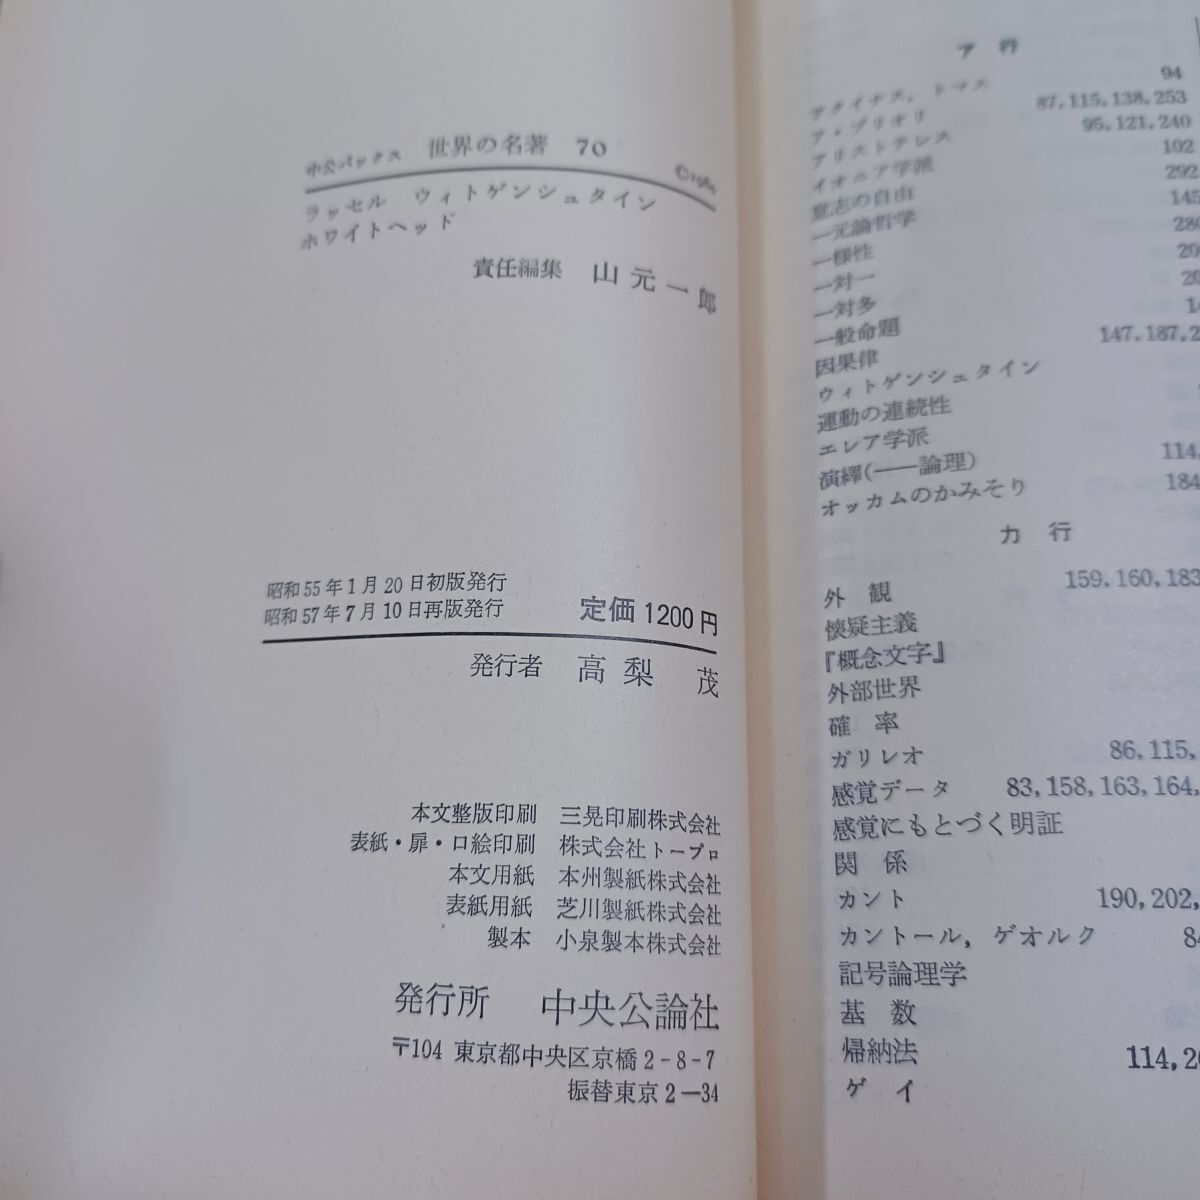 中公バックス 世界の名著 70
©1980
ラッセル ウィトゲンシュタイン
ホワイトヘッド
責任編集 山元一郎
昭和55年1月20日初版発行
昭和57年7月10日再版発行
定価1200円
発行者 高梨 茂
本文整版印刷 三晃印刷株式会社
表紙・扉・口絵印刷 株式会社トープロ
本文用紙 本州製紙株式会社
表紙用紙 芝川製紙株式会社
製本 小泉製本株式会社
発行所 中央公論社
〒104 東京都中央区京橋2-8-7
振替東京2―34
ア 行
アクイナス,トマス 94
ア・プリオリ 87,115,138,253
アリストテレス 95,121,240
イオニア学派 102
意志の自由 292
一元論哲学 145
一様性
一対一
一対多
一般命題
因果律 147,187,2
ウィトゲンシュタイン
運動の連続性
エレア学派
演繹(――論理) 114,
オッカムのかみそり 184
カ 行
外 観 159,160,183
懐疑主義
『概念文字』
外部世界
確 率
ガリレオ 86,115,
感覚データ 83,158,163,164,
感覚にもとづく明証
関 係
カント 190,202,
カントール,ゲオルク 84
記号論理学
基 数
帰納法 114,20
ゲ イ